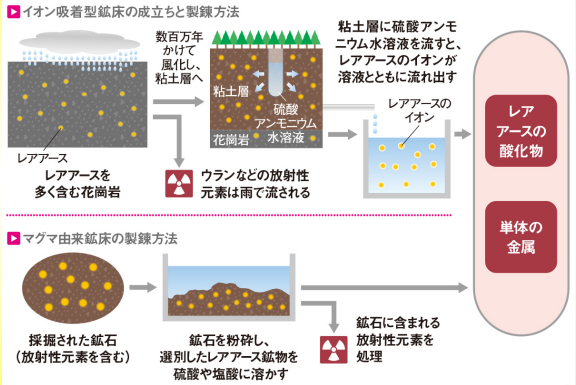 イオン吸着型鉱床の成立ちと製錬方法
数百万年
かけて
風化し、
粘土層へ
粘土層に硫酸アンモ
ニウム水溶液を流すと、
レアアースのイオンが
溶液とともに流れ出す
粘土層
硫酸
アンモニウム
水溶液
花崗岩
レアアース
レアアースを
多く含む花崗岩
ウランなどの放射性
元素は雨で流される
レアアースの
イオン
レア
アースの
酸化物
単体の
金属
マグマ由来鉱床の製錬方法
採掘された鉱石
(放射性元素を含む)
鉱石を粉砕し、
選別したレアアース鉱物を
硫酸や塩酸に溶かす
鉱石に含まれる
放射性元素を
処理